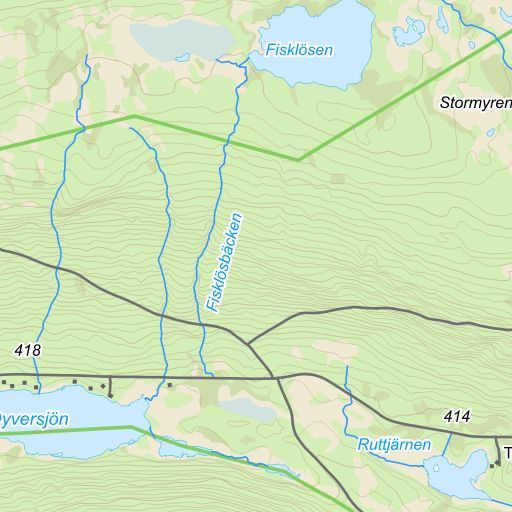 Fisklösen
Stormyren
Fisklösbäcken
418
414
Dyversjön
Ruttjärnen
T